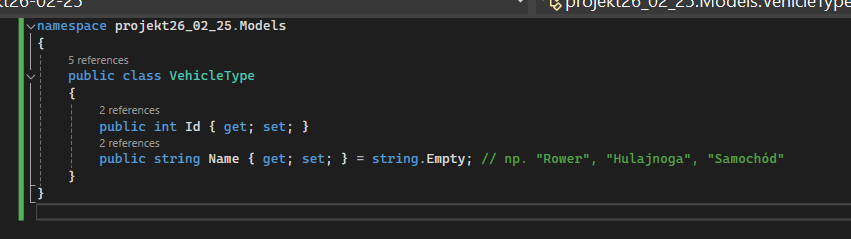 kt26-02-25
projekt26_02_25.Models.VehicleType
namespace projekt26_02_25.Models
{
5 references
public class VehicleType
{
2 references
public int Id { get; set; }
2 references
public string Name { get; set; } = string.Empty; // np. "Rower", "Hulajnoga", "Samochód"
}
}